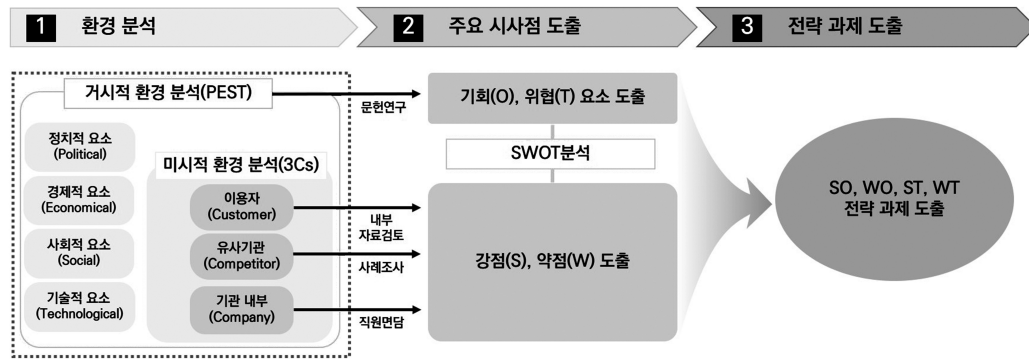 1 환경 분석
2 주요 시사점 도출
3 전략 과제 도출
거시적 환경 분석(PEST)
정치적 요소
(Political)
경제적 요소
(Economical)
사회적 요소
(Social)
기술적 요소
(Technological)
미시적 환경 분석(3Cs)
이용자
(Customer)
유사기관
(Competitor)
기관 내부
(Company)
문헌연구
내부
자료검토
사례조사
직원면담
기회(O), 위협(T) 요소 도출
SWOT분석
강점(S), 약점(W) 도출
SO, WO, ST, WT
전략 과제 도출